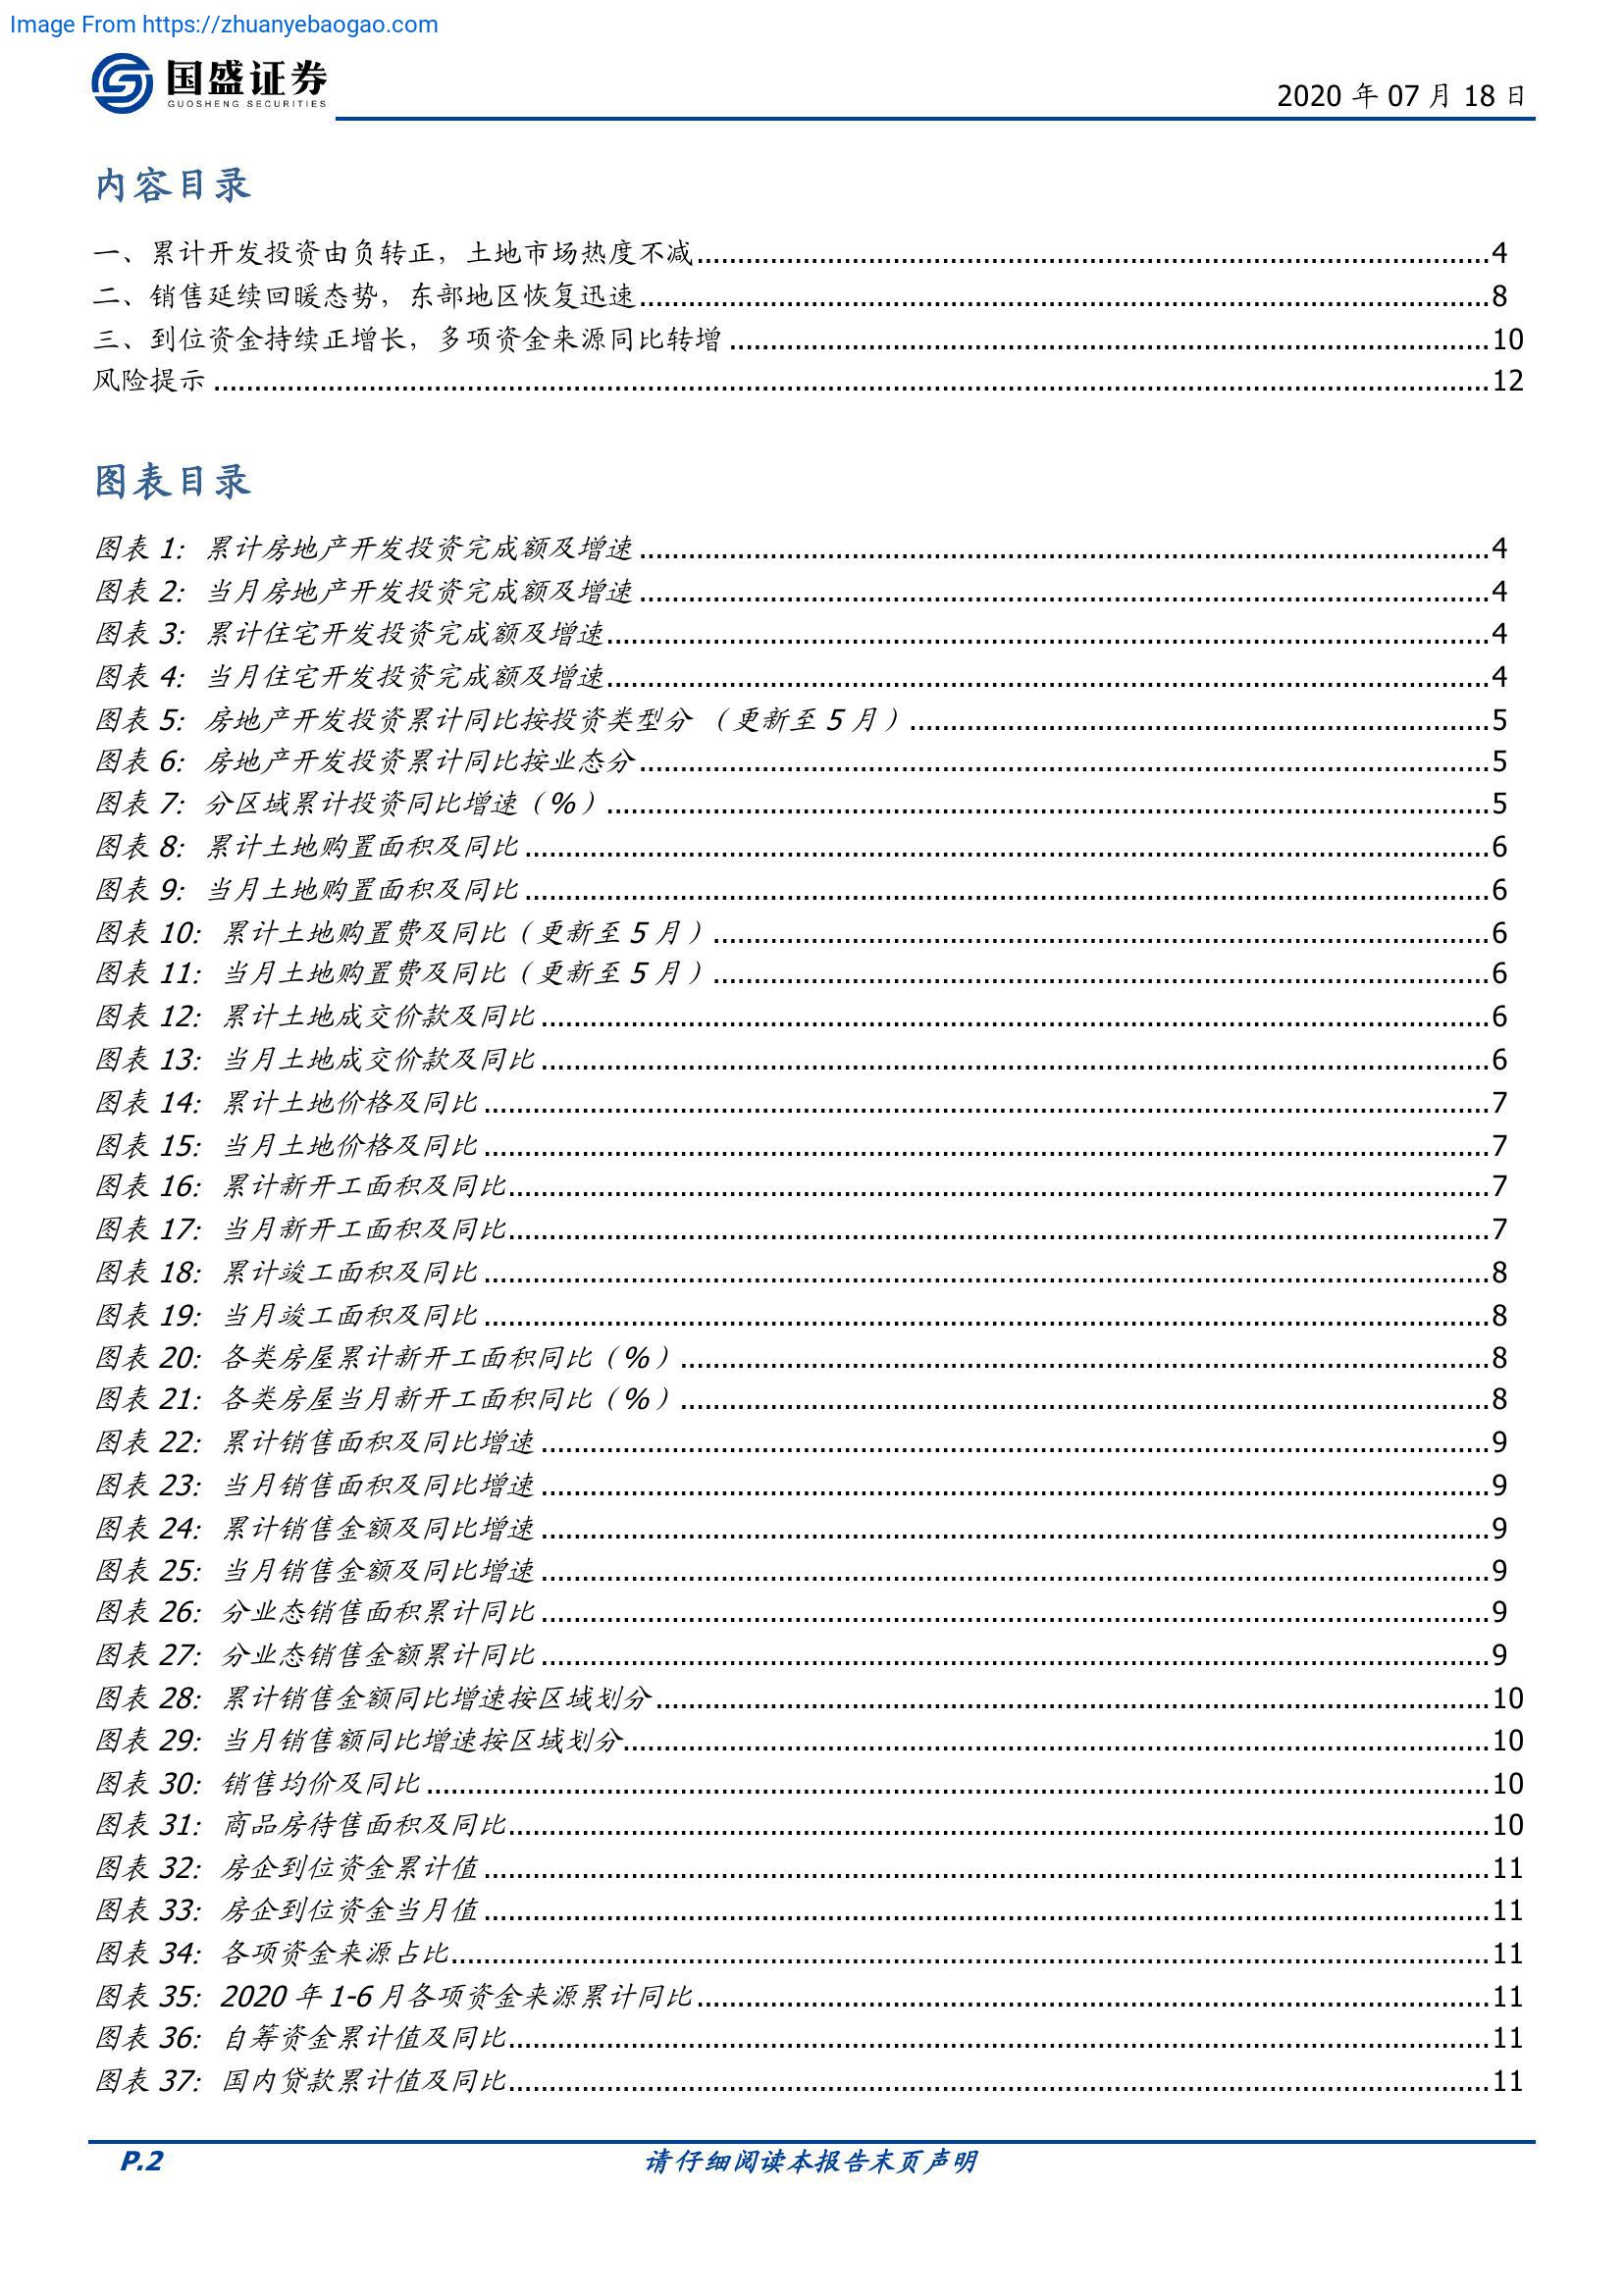 Image From https://zhuanyebaogao.com
国盛证券
GUOSHENG SECURITIES
2020 年 07 月 18 日
内容目录
一、累计开发投资由负转正，土地市场热度不减......4
二、销售延续回暖态势，东部地区恢复迅速......8
三、到位资金持续正增长，多项资金来源同比转增......10
风险提示......12
图表目录
图表 1：累计房地产开发投资完成额及增速......4
图表 2：当月房地产开发投资完成额及增速......4
图表 3：累计住宅开发投资完成额及增速......4
图表 4：当月住宅开发投资完成额及增速......4
图表 5：房地产开发投资累计同比按投资类型分 （更新至 5 月）......5
图表 6：房地产开发投资累计同比按业态分......5
图表 7：分区域累计投资同比增速（%）......5
图表 8：累计土地购置面积及同比......6
图表 9：当月土地购置面积及同比......6
图表 10：累计土地购置费及同比（更新至 5 月）......6
图表 11：当月土地购置费及同比（更新至 5 月）......6
图表 12：累计土地成交价款及同比......6
图表 13：当月土地成交价款及同比......6
图表 14：累计土地价格及同比......7
图表 15：当月土地价格及同比......7
图表 16：累计新开工面积及同比......7
图表 17：当月新开工面积及同比......7
图表 18：累计竣工面积及同比......8
图表 19：当月竣工面积及同比......8
图表 20：各类房屋累计新开工面积同比（%）......8
图表 21：各类房屋当月新开工面积同比（%）......8
图表 22：累计销售面积及同比增速......9
图表 23：当月销售面积及同比增速......9
图表 24：累计销售金额及同比增速......9
图表 25：当月销售金额及同比增速......9
图表 26：分业态销售面积累计同比......9
图表 27：分业态销售金额累计同比......9
图表 28：累计销售金额同比增速按区域划分......10
图表 29：当月销售额同比增速按区域划分......10
图表 30：销售均价及同比......10
图表 31：商品房待售面积及同比......10
图表 32：房企到位资金累计值......11
图表 33：房企到位资金当月值......11
图表 34：各项资金来源占比......11
图表 35：2020 年 1-6 月各项资金来源累计同比......11
图表 36：自筹资金累计值及同比......11
图表 37：国内贷款累计值及同比......11
P.2
请仔细阅读本报告末页声明